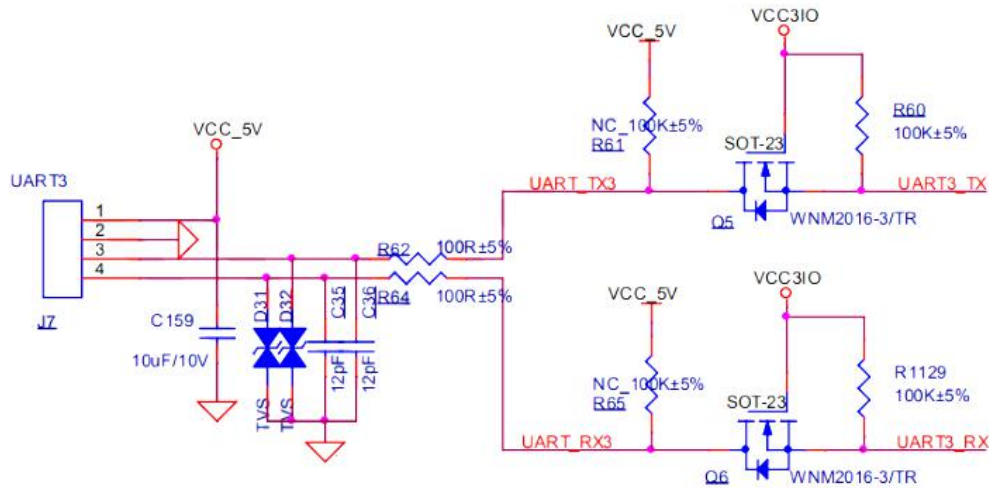 VCC_5V
VCC3IO
NC_100K±5%
R61
SOT-23
R60
100K±5%
VCC_5V
UART3
UART_TX3
UART3_TX
Q5
WNM2016-3/TR
1
2
3
4
R62
100R±5%
R64
100R±5%
J7
C159
10uF/10V
D31
D32
C35
C36
TVS
TVS
12pF
12pF
VCC_5V
VCC3IO
NC_100K±5%
R65
SOT-23
R1129
100K±5%
UART_RX3
UART3_RX
Q6
WNM2016-3/TR